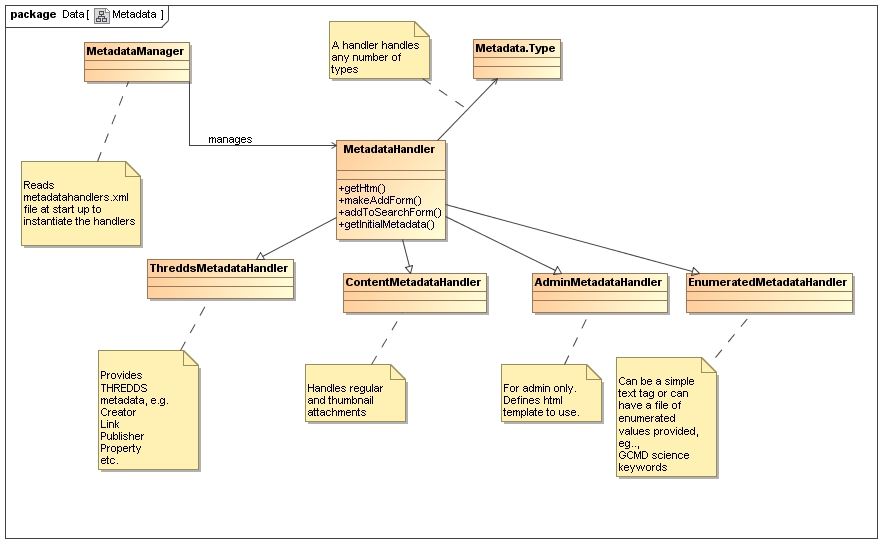 package Data[ Metadata ]
MetadataManager
A handler handles
any number of
types
Metadata.Type
manages
MetadataHandler
+getHtm()
+makeAddForm()
+addToSearchForm()
+getInitialMetadata()
Reads
metadatahandlers.xml
file at start up to
instantiate the handlers
ThreddsMetadataHandler
ContentMetadataHandler
AdminMetadataHandler
EnumeratedMetadataHandler
Provides
THREDDS
metadata, e.g.
Creator
Link
Publisher
Property
etc.
Handles regular
and thumbnail
attachments
For admin only.
Defines html
template to use.
Can be a simple
text tag or can
have a file of
enumerated
values provided,
eg..,
GCMD science
keywords